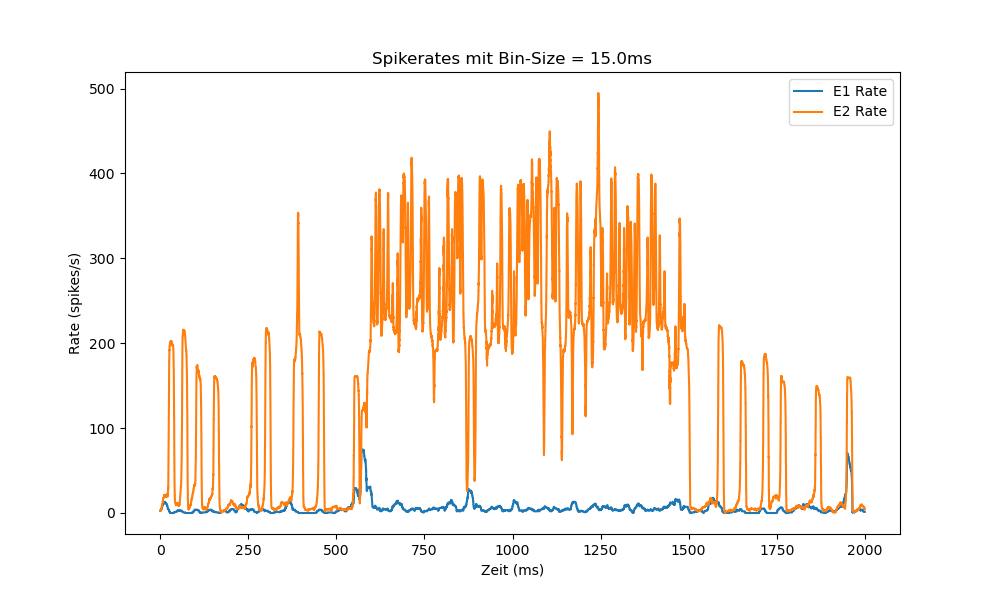 Spikerates mit Bin-Size = 15.0ms
E1 Rate
E2 Rate
Rate (spikes/s)
500
400
300
200
100
0
0 250 500 750 1000 1250 1500 1750 2000
Zeit (ms)